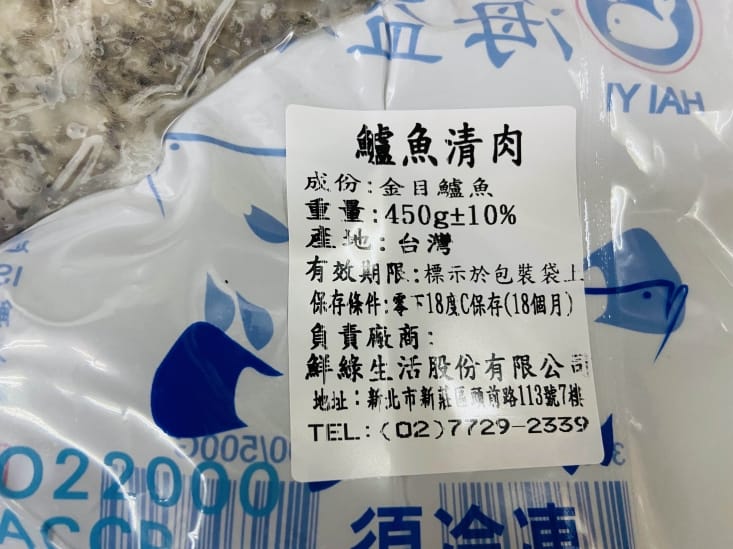 海益
HAI YI
鱸魚清肉
成份:金目鱸魚
重量:450g±10%
產地:台灣
有效期限:標示於包裝袋上
保存條件:零下18度C保存(18個月)
負責廠商:
鮮綠生活股份有限公司
地址:新北市新莊區頭前路113號7樓
TEL:(02)7729-2339
O22000
ACCP
須冷凍